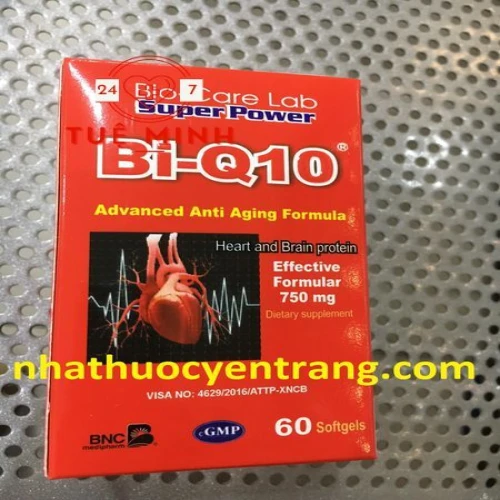 24 7
Bio-Care Lab
Super Power
TUỆ MINH
Bi-Q10®
Advanced Anti Aging Formula
Heart and Brain protein
Effective
Formular
750 mg
Dietary supplement
nhathuocyentrang.com
VISA NO: 4629/2016/ATTP-XNCB
BNC
medipharm
cGMP
60 Softgels